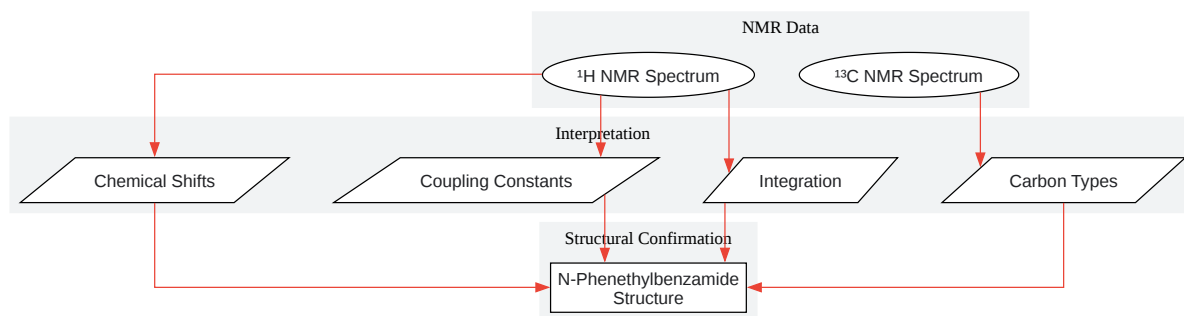 NMR Data
¹H NMR Spectrum
¹³C NMR Spectrum
Interpretation
Chemical Shifts
Coupling Constants
Integration
Carbon Types
Structural Confirmation
N-Phenethylbenzamide
Structure